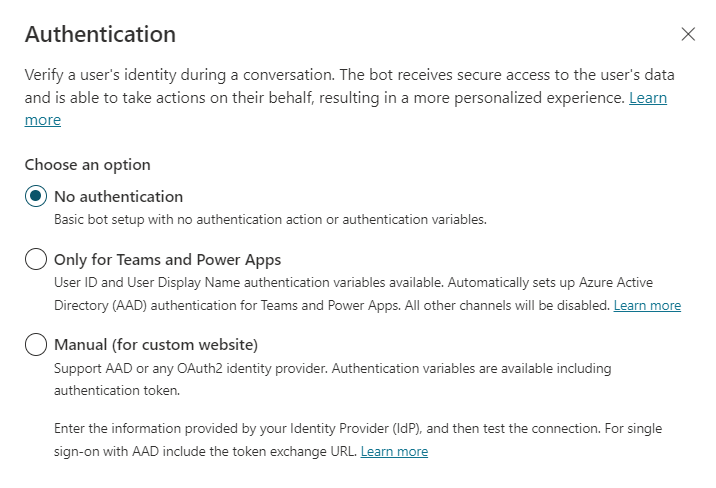 Authentication
Verify a user's identity during a conversation. The bot receives secure access to the user's data
and is able to take actions on their behalf, resulting in a more personalized experience. Learn
more
Choose an option
No authentication
Basic bot setup with no authentication action or authentication variables.
Only for Teams and Power Apps
User ID and User Display Name authentication variables available. Automatically sets up Azure Active
Directory (AAD) authentication for Teams and Power Apps. All other channels will be disabled. Learn more
Manual (for custom website)
Support AAD or any OAuth2 identity provider. Authentication variables are available including
authentication token.
Enter the information provided by your Identity Provider (IdP), and then test the connection. For single
sign-on with AAD include the token exchange URL. Learn more